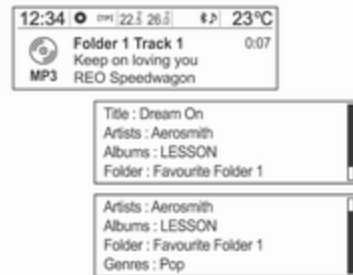 12:34 22.5 26.0 23°C
Folder 1 Track 1 0:07
Keep on loving you
MP3 REO Speedwagon
Title : Dream On
Artists : Aerosmith
Albums : LESSON
Folder : Favourite Folder 1
Artists : Aerosmith
Albums : LESSON
Folder : Favourite Folder 1
Genres : Pop